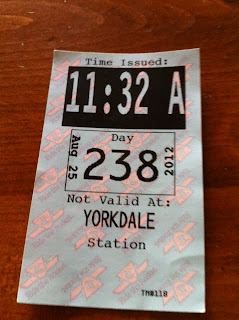 Time Issued:
11:32 A
Day
Aug 25
238
2012
Not Valid At:
YORKDALE
Station
TM0118